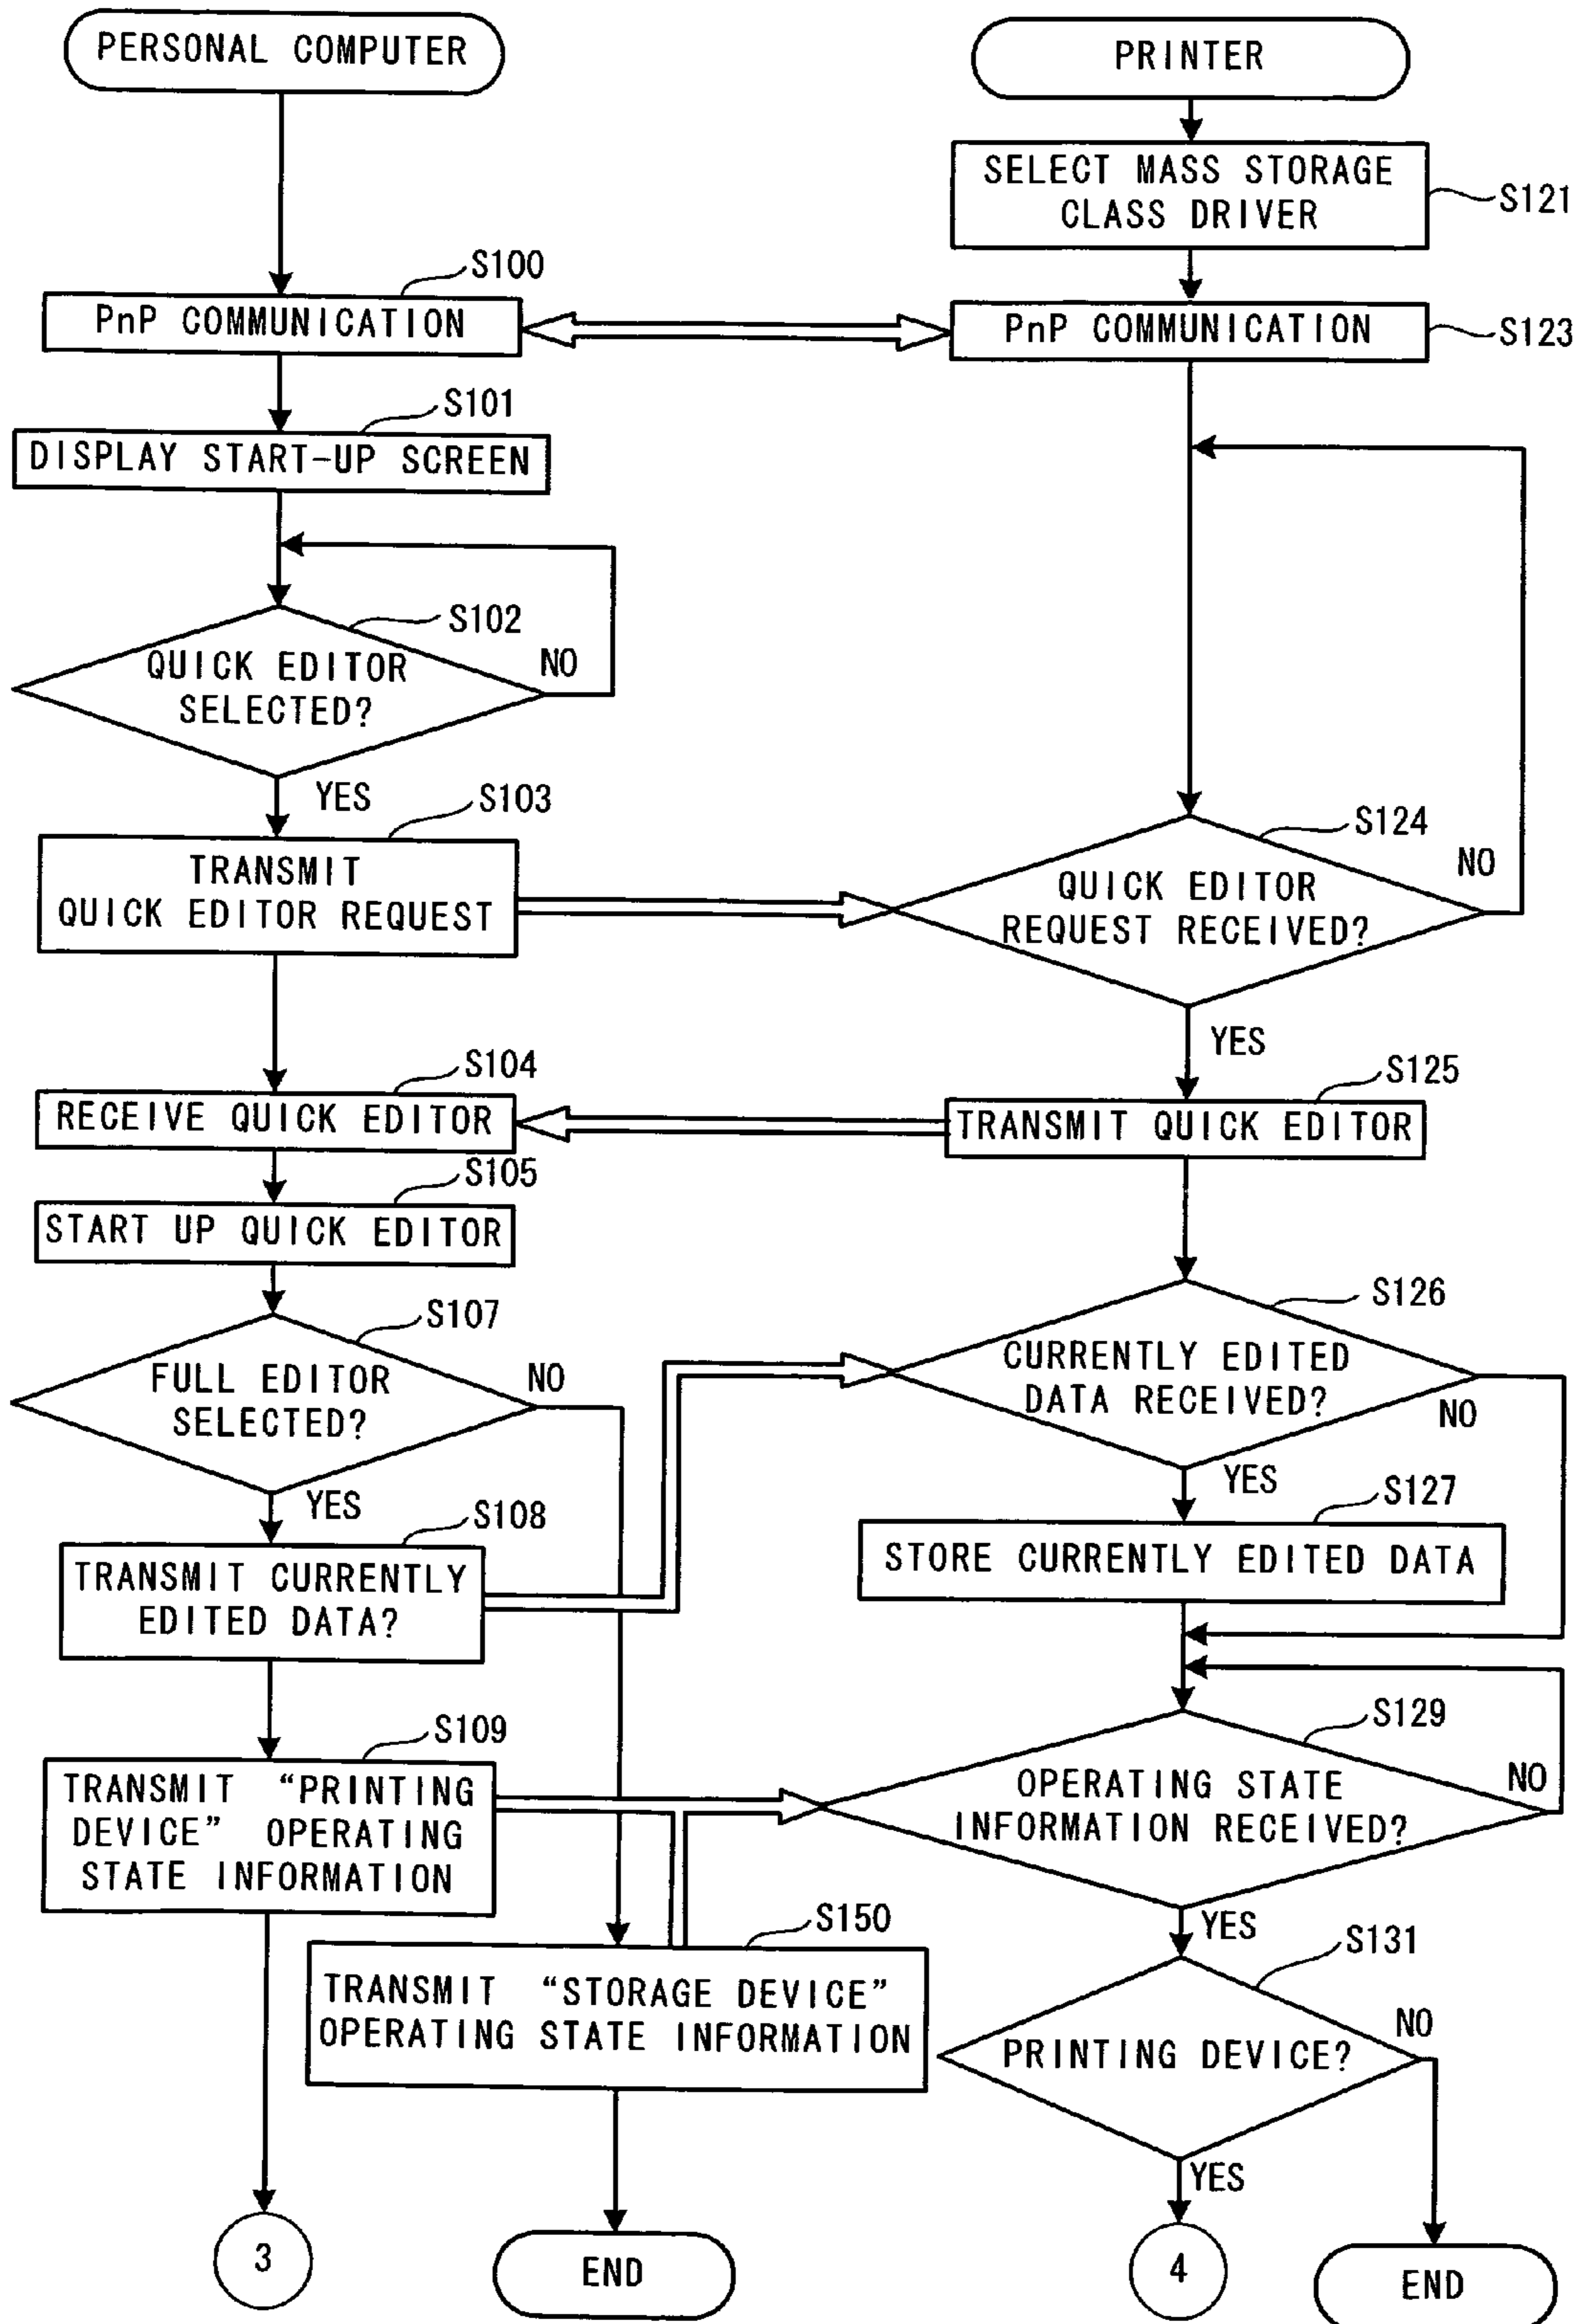 PERSONAL COMPUTER
PRINTER
SELECT MASS STORAGE
CLASS DRIVER
S121
S100
PnP COMMUNICATION
PnP COMMUNICATION
S123
S101
DISPLAY START-UP SCREEN
S102
QUICK EDITOR
SELECTED?
NO
YES
S103
TRANSMIT
QUICK EDITOR REQUEST
S124
QUICK EDITOR
REQUEST RECEIVED?
NO
YES
S104
RECEIVE QUICK EDITOR
S125
TRANSMIT QUICK EDITOR
S105
START UP QUICK EDITOR
S107
FULL EDITOR
SELECTED?
NO
YES
S126
CURRENTLY EDITED
DATA RECEIVED?
NO
YES
S108
TRANSMIT CURRENTLY
EDITED DATA?
S127
STORE CURRENTLY EDITED DATA
S109
TRANSMIT “PRINTING
DEVICE” OPERATING
STATE INFORMATION
S129
OPERATING STATE
INFORMATION RECEIVED?
NO
YES
S150
TRANSMIT “STORAGE DEVICE”
OPERATING STATE INFORMATION
S131
PRINTING DEVICE?
NO
YES
3
END
4
END